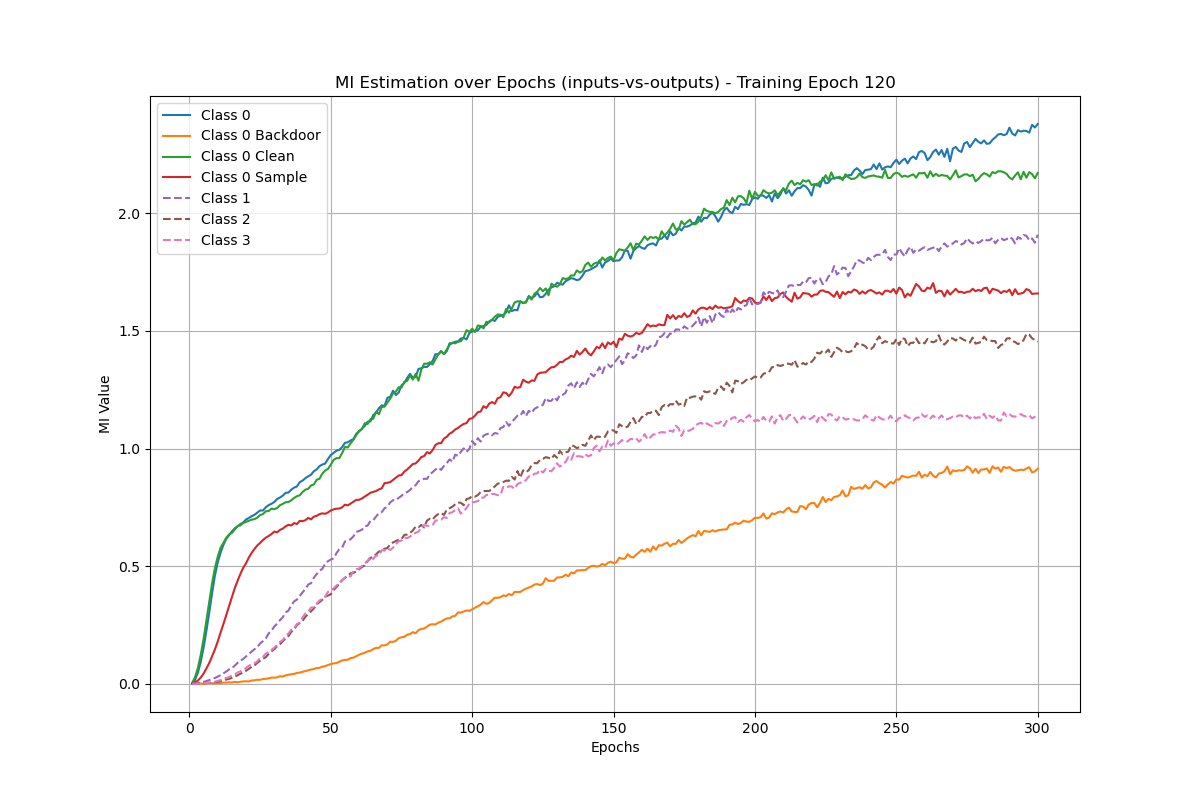 MI Estimation over Epochs (inputs-vs-outputs) - Training Epoch 120
Class 0
Class 0 Backdoor
Class 0 Clean
Class 0 Sample
Class 1
Class 2
Class 3
MI Value
2.0
1.5
1.0
0.5
0.0
0 50 100 150 200 250 300
Epochs